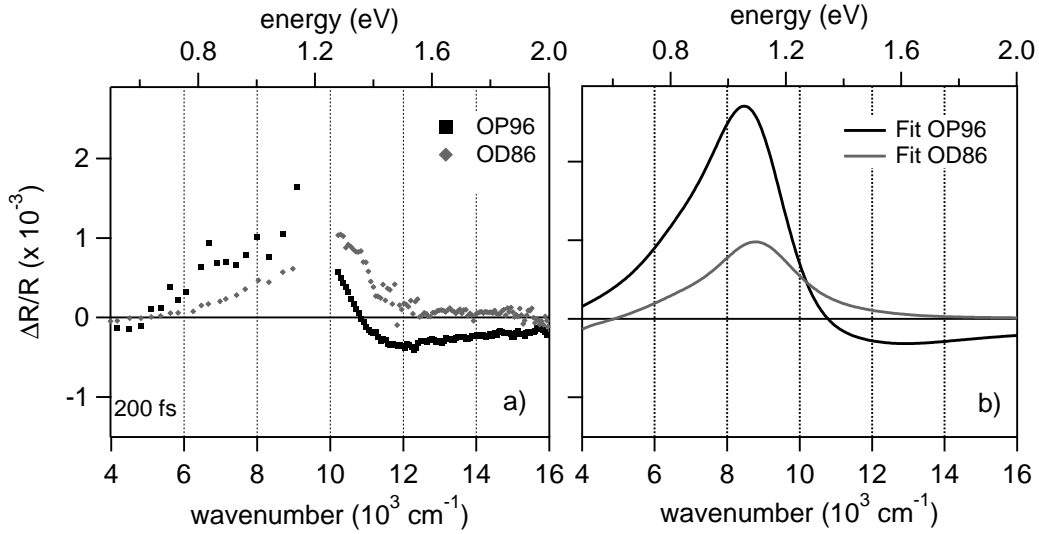 energy (eV)
0.8 1.2 1.6 2.0
ΔR/R (x 10⁻³)
2
1
0
-1
OP96
OD86
200 fs
a)
4 6 8 10 12 14 16
wavenumber (10³ cm⁻¹)
energy (eV)
0.8 1.2 1.6 2.0
Fit OP96
Fit OD86
b)
4 6 8 10 12 14 16
wavenumber (10³ cm⁻¹)